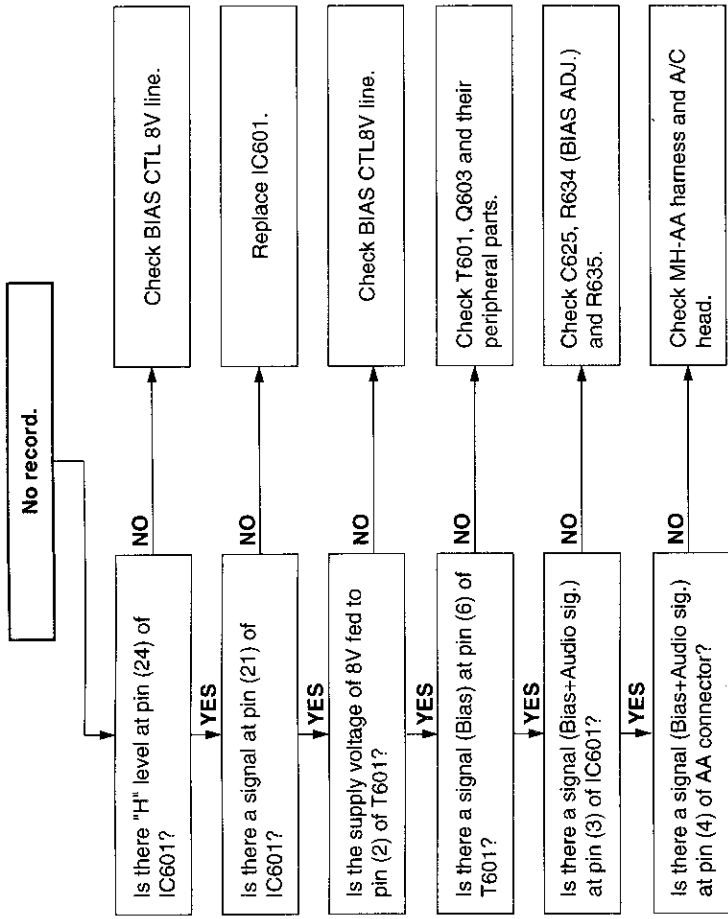 No record.
Is there "H" level at pin (24) of
IC601?
NO
Check BIAS CTL 8V line.
YES
Is there a signal at pin (21) of
IC601?
NO
Replace IC601.
YES
Is the supply voltage of 8V fed to
pin (2) of T601?
NO
Check BIAS CTL8V line.
YES
Is there a signal (Bias) at pin (6) of
T601?
NO
Check T601, Q603 and their
peripheral parts.
YES
Is there a signal (Bias+Audio sig.)
at pin (3) of IC601?
NO
Check C625, R634 (BIAS ADJ.)
and R635.
YES
Is there a signal (Bias+Audio sig.)
at pin (4) of AA connector?
NO
Check MH-AA harness and A/C
head.